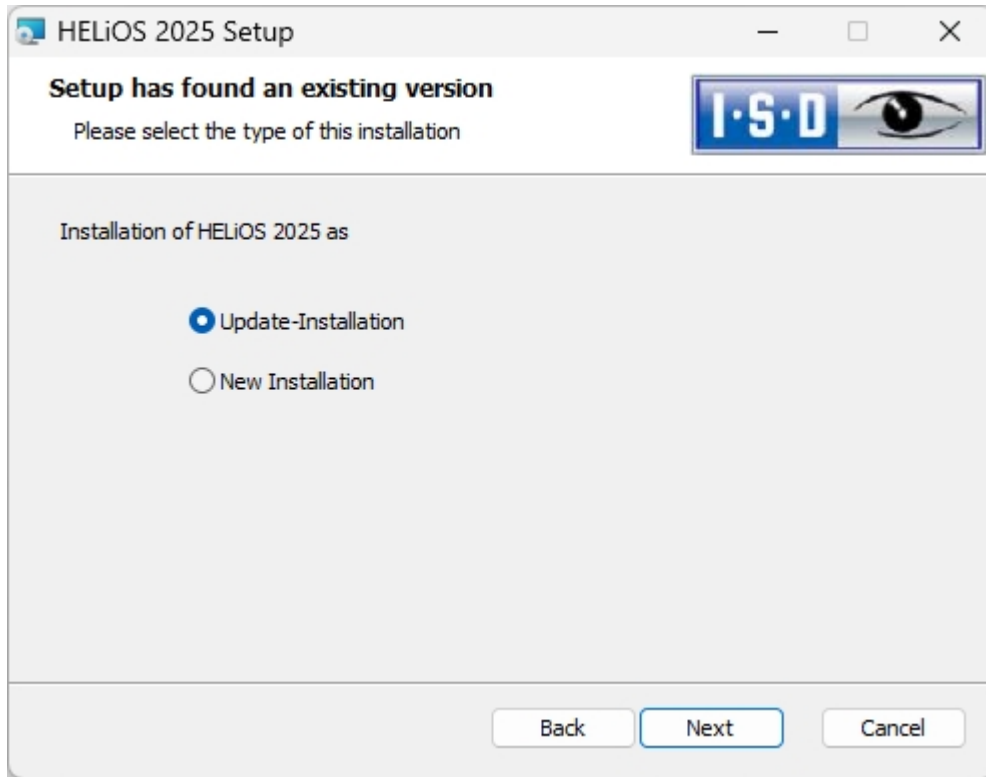 HELiOS 2025 Setup
Setup has found an existing version
Please select the type of this installation
I·S·D
Installation of HELiOS 2025 as
Update-Installation
New Installation
Back Next Cancel